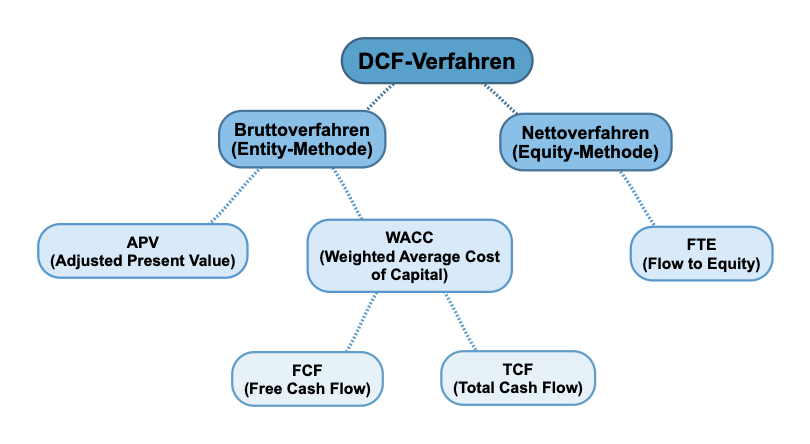 DCF-Verfahren
Bruttoverfahren
(Entity-Methode)
Nettoverfahren
(Equity-Methode)
APV
(Adjusted Present Value)
WACC
(Weighted Average Cost
of Capital)
FTE
(Flow to Equity)
FCF
(Free Cash Flow)
TCF
(Total Cash Flow)